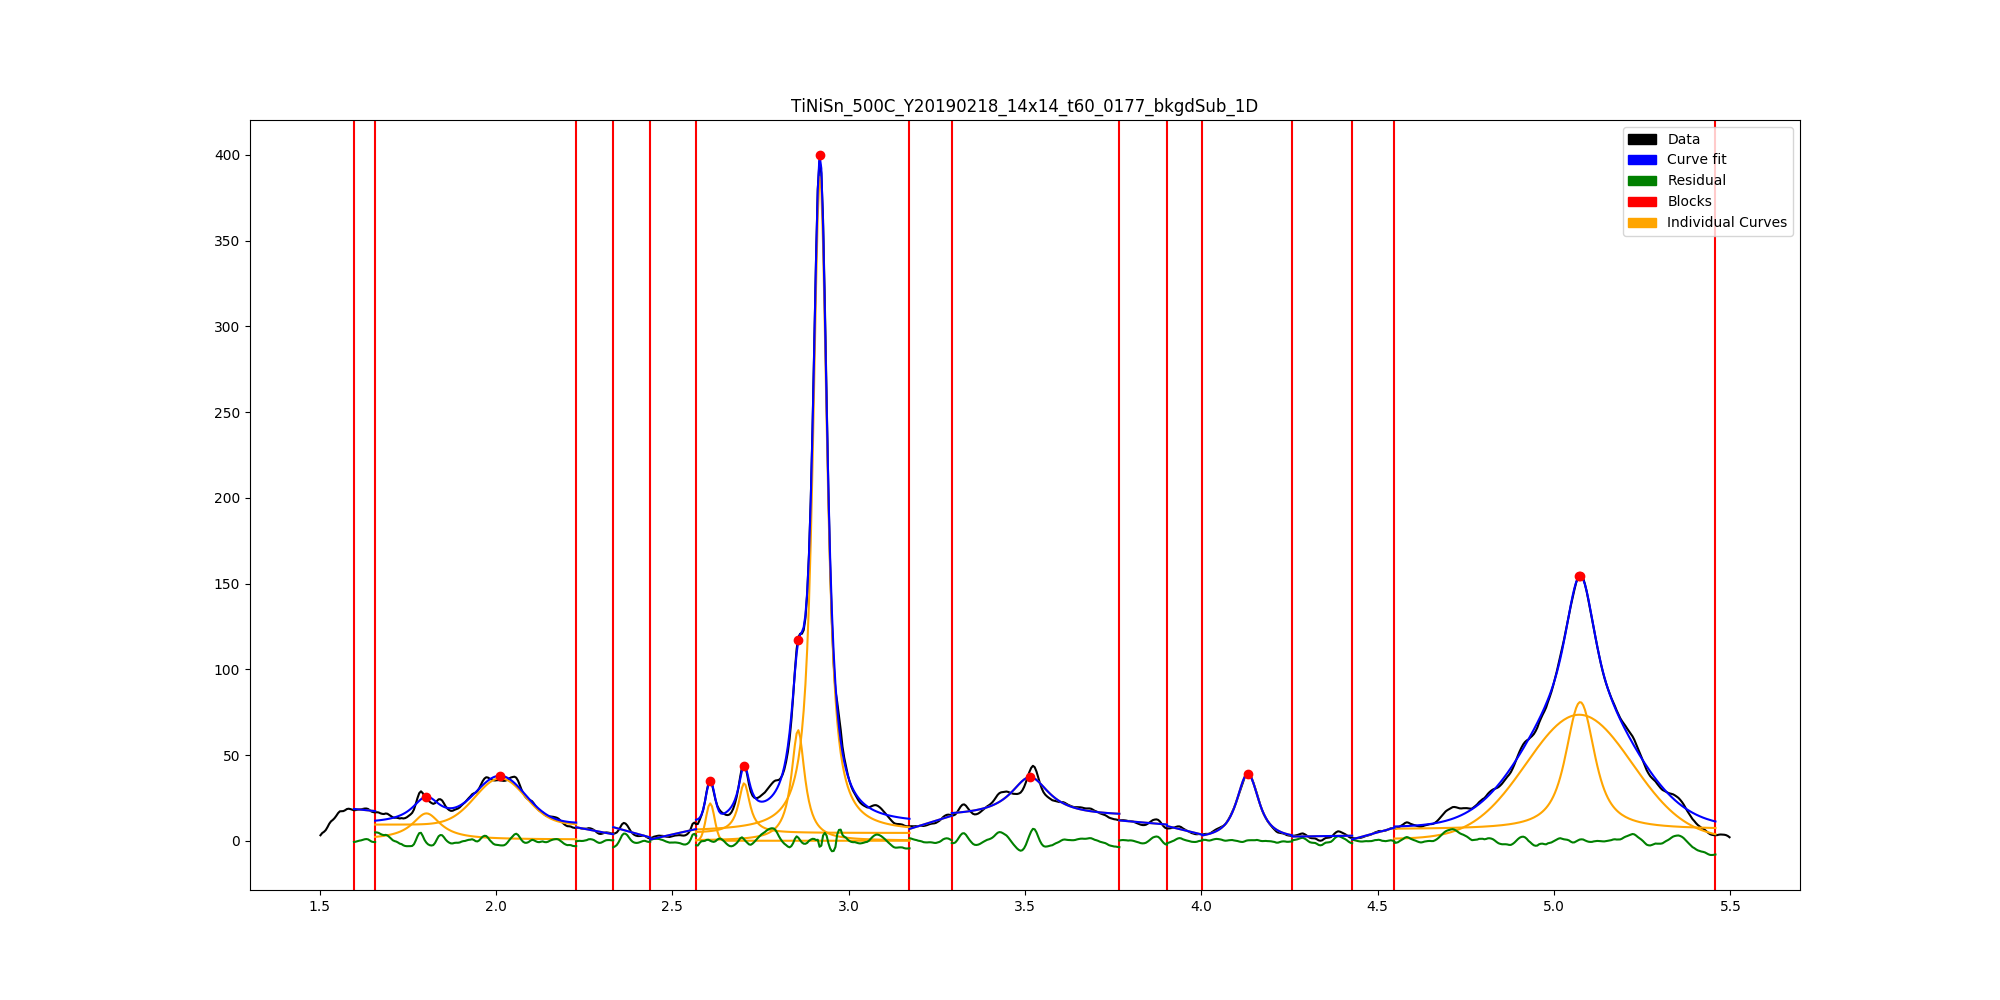 TiNiSn_500C_Y20190218_14x14_t60_0177_bkgdSub_1D
400
350
300
250
200
150
100
50
0
Data
Curve fit
Residual
Blocks
Individual Curves
1.5 2.0 2.5 3.0 3.5 4.0 4.5 5.0 5.5